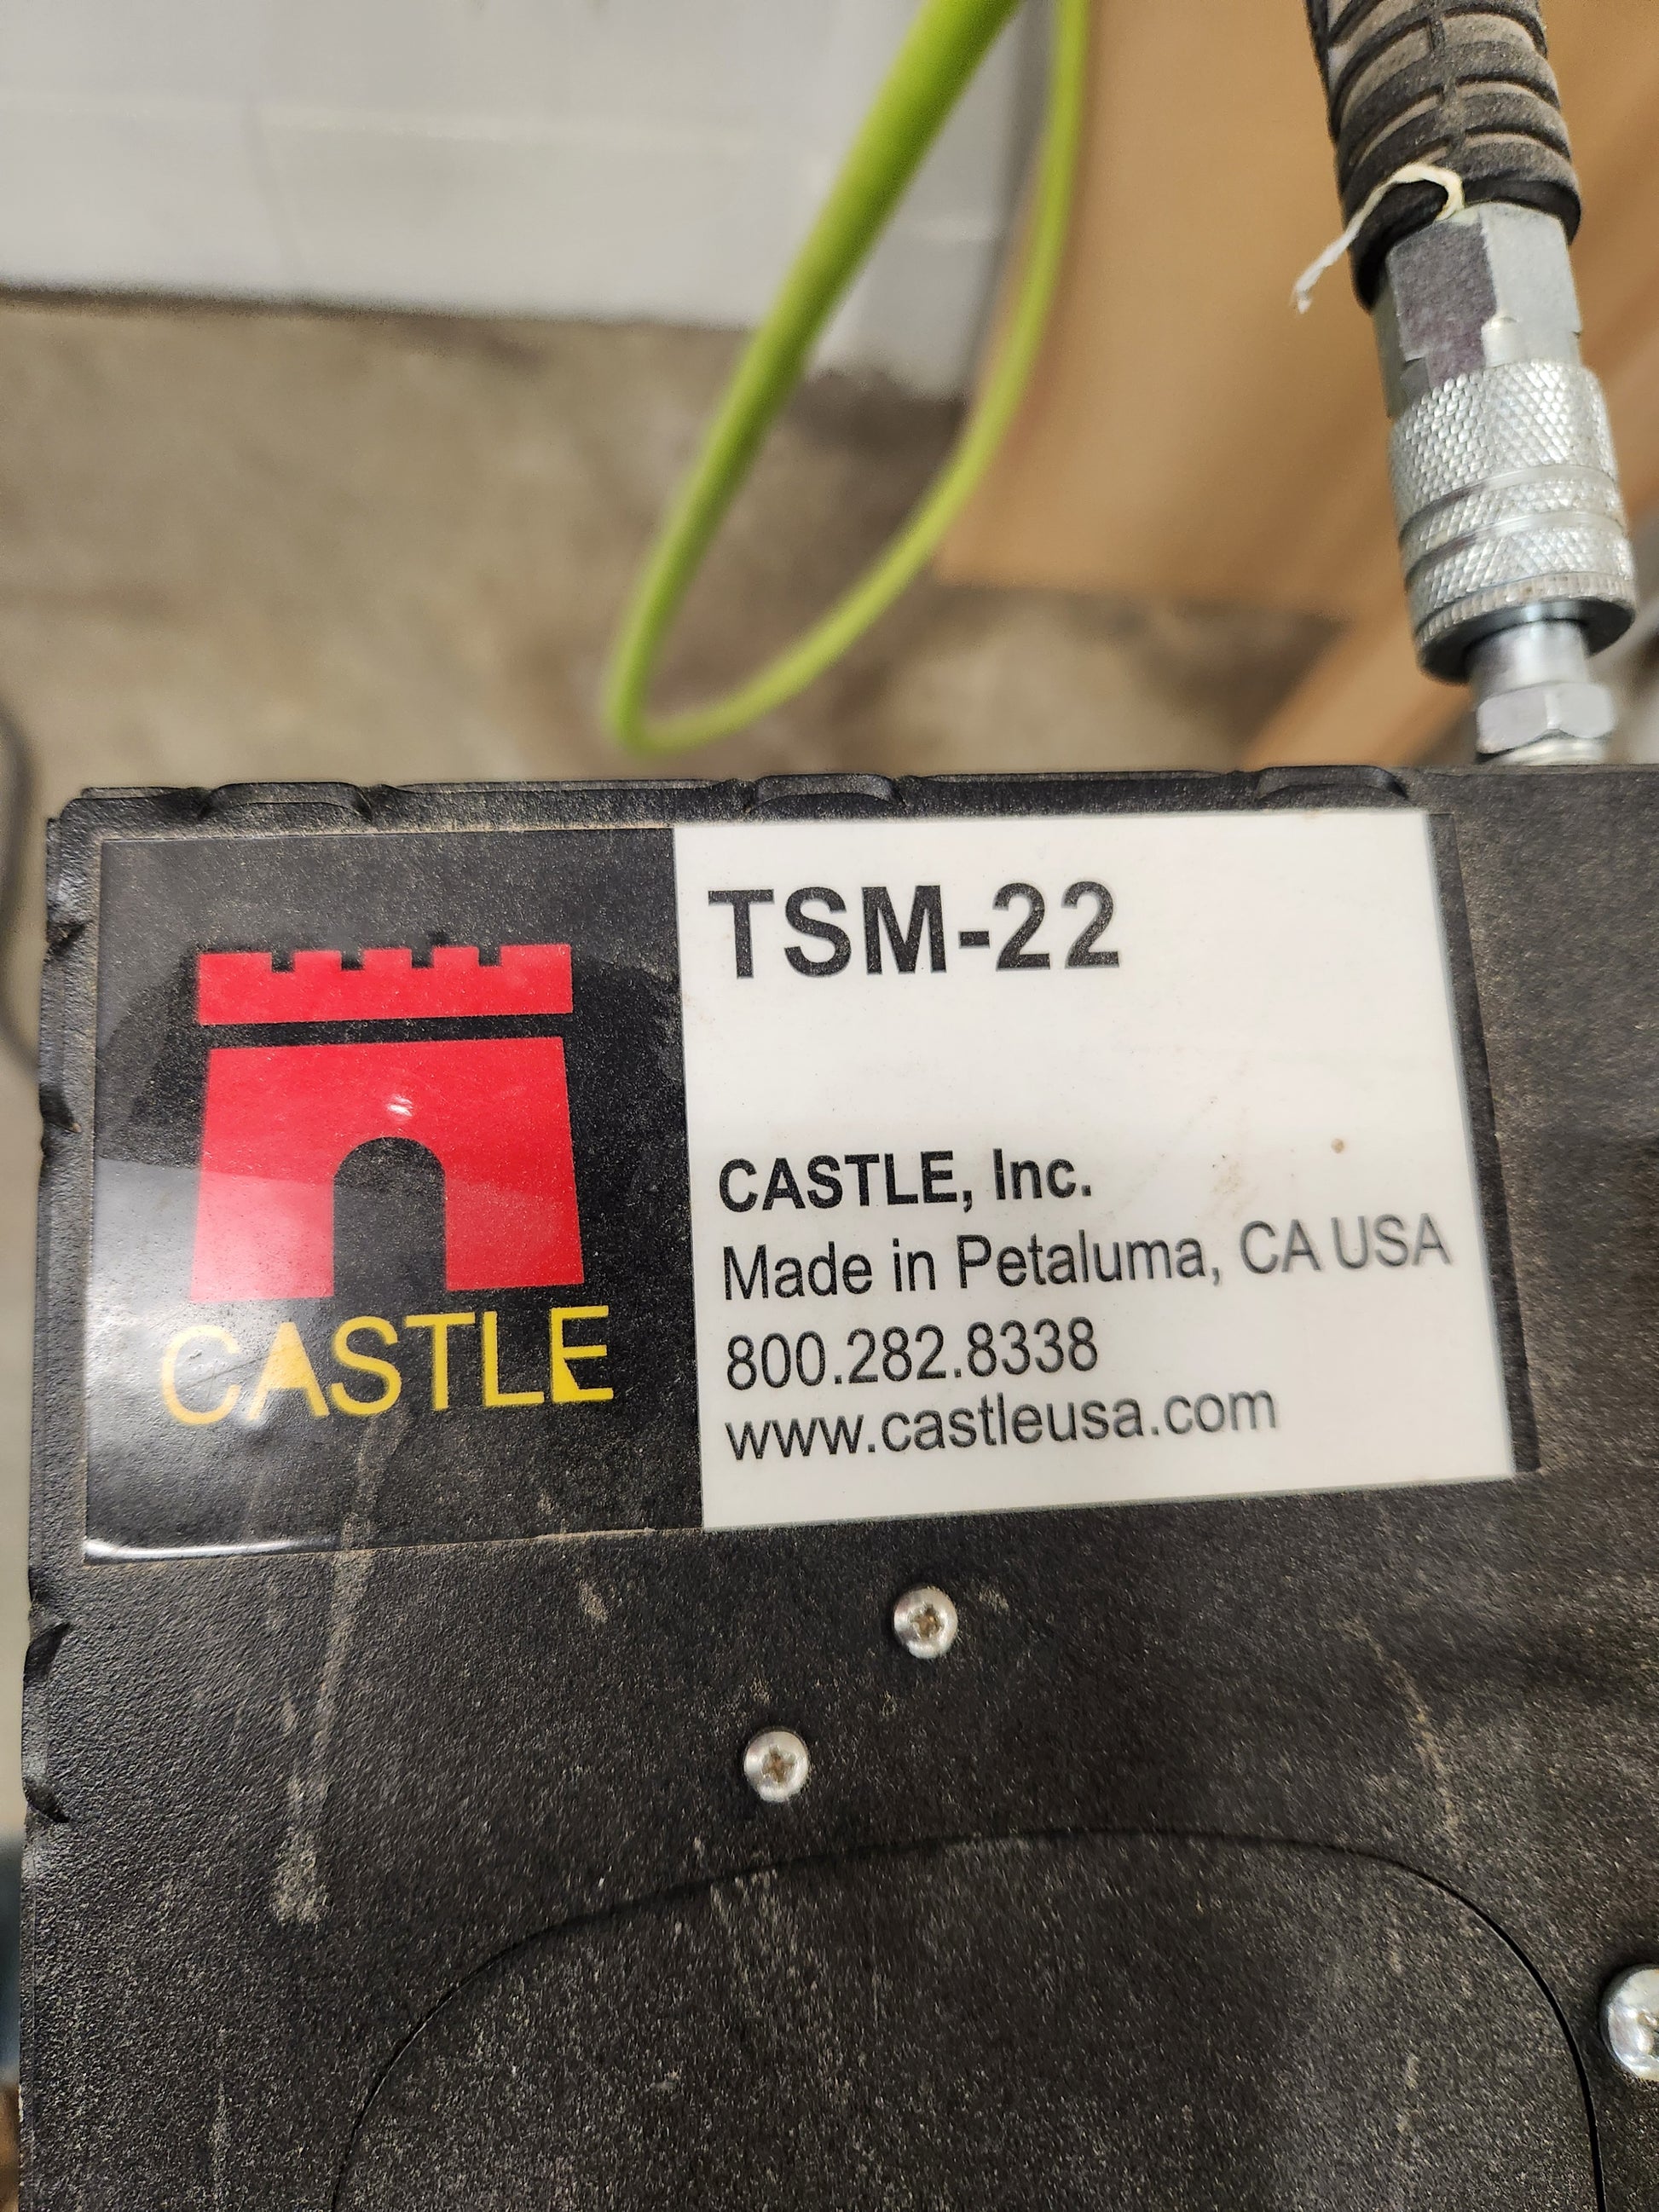 CASTLE
TSM-22
CASTLE, Inc.
Made in Petaluma, CA USA
800.282.8338
www.castleusa.com